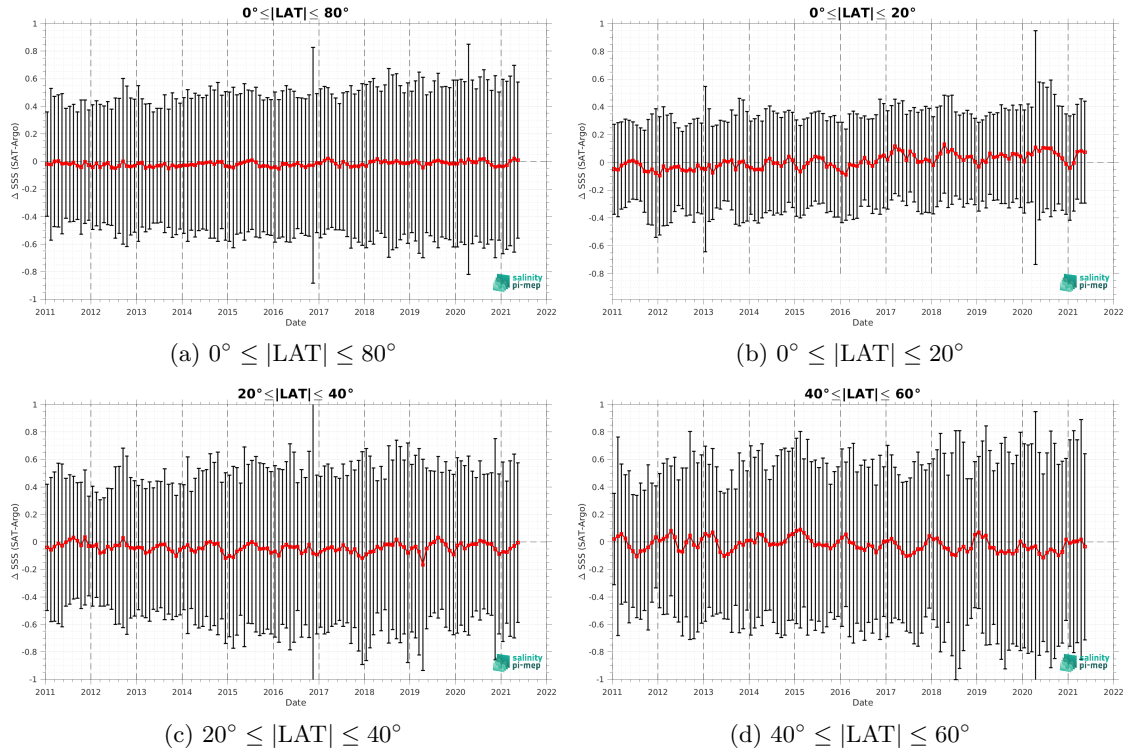 0°≤|LAT|≤ 80°
1
0.8
0.6
0.4
0.2
0
-0.2
-0.4
-0.6
-0.8
-1
Δ SSS (SAT-Argo)
2011 2012 2013 2014 2015 2016 2017 2018 2019 2020 2021 2022
Date
salinity
pi-mep
(a) 0° ≤ |LAT| ≤ 80°
0°≤|LAT|≤ 20°
1
0.8
0.6
0.4
0.2
0
-0.2
-0.4
-0.6
-0.8
Δ SSS (SAT-Argo)
2011 2012 2013 2014 2015 2016 2017 2018 2019 2020 2021 2022
Date
salinity
pi-mep
(b) 0° ≤ |LAT| ≤ 20°
20°≤|LAT|≤ 40°
1
0.8
0.6
0.4
0.2
0
-0.2
-0.4
-0.6
-0.8
-1
Δ SSS (SAT-Argo)
2011 2012 2013 2014 2015 2016 2017 2018 2019 2020 2021 2022
Date
salinity
pi-mep
(c) 20° ≤ |LAT| ≤ 40°
40°≤|LAT|≤ 60°
1
0.8
0.6
0.4
0.2
0
-0.2
-0.4
-0.6
-0.8
-1
Δ SSS (SAT-Argo)
2011 2012 2013 2014 2015 2016 2017 2018 2019 2020 2021 2022
Date
salinity
pi-mep
(d) 40° ≤ |LAT| ≤ 60°